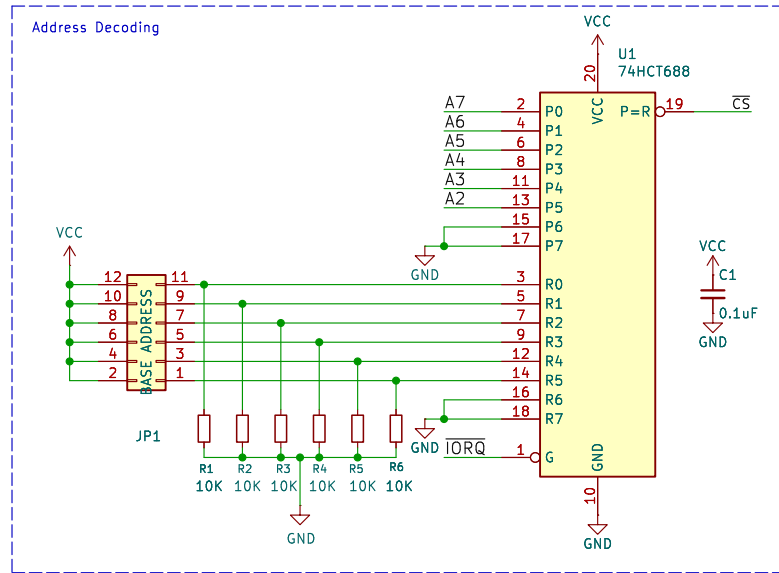 Address Decoding
VCC
U1
74HCT688
20
VCC
A7 2 P0 P=R 19 CS
A6 4 P1
A5 6 P2
A4 8 P3
A3 11 P4
A2 13 P5
15 P6
17 P7
GND
VCC
12 11 3 R0
10 9 5 R1
8 7 7 R2
6 5 9 R3
4 3 12 R4
2 1 14 R5
16 R6
18 R7
BASE ADDRESS
JP1
GND
IORQ 1 G
R1 R2 R3 R4 R5 R6
10K 10K 10K 10K 10K 10K
GND
GND
10
GND
VCC
C1
0.1uF
GND